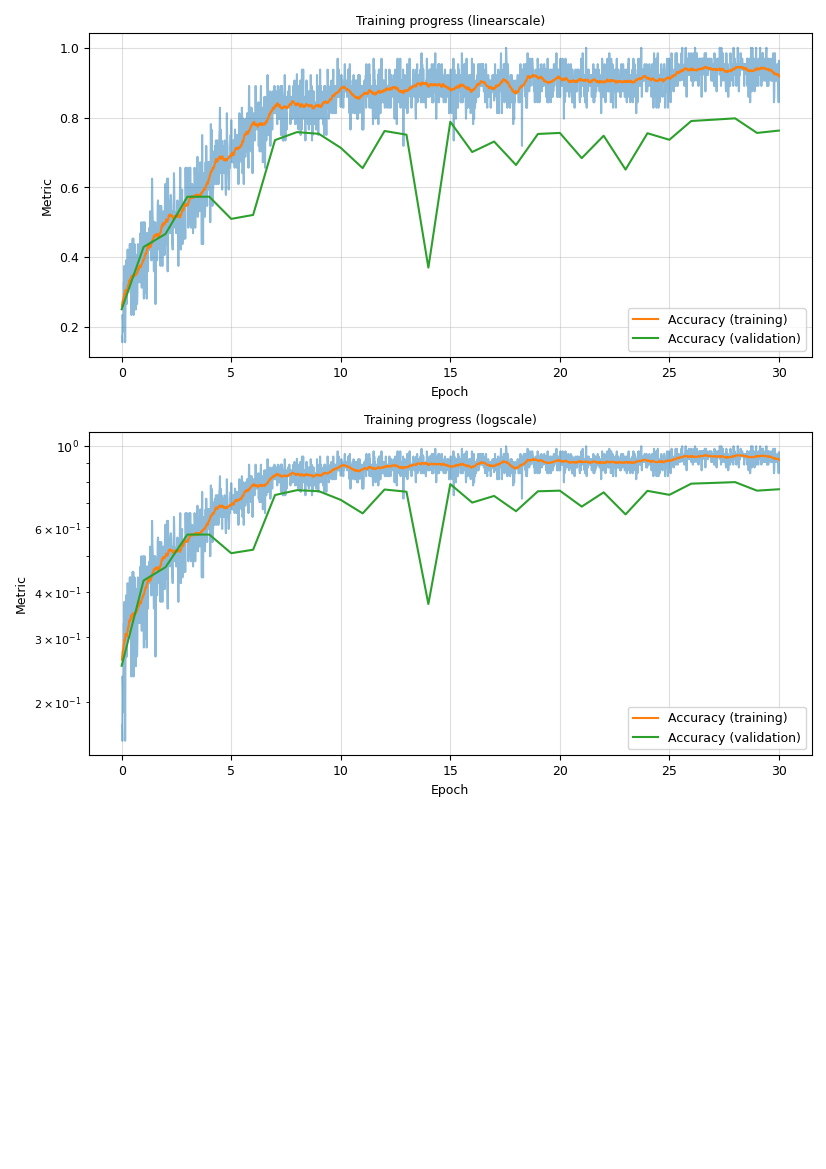 Training progress (linearscale)
1.0
0.8
0.6
0.4
0.2
Metric
Accuracy (training)
Accuracy (validation)
0 5 10 15 20 25 30
Epoch
Training progress (logscale)
10⁰
6 × 10⁻¹
4 × 10⁻¹
3 × 10⁻¹
2 × 10⁻¹
Metric
Accuracy (training)
Accuracy (validation)
0 5 10 15 20 25 30
Epoch